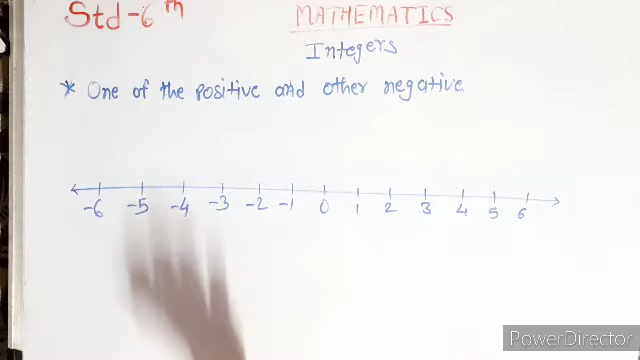 Std-6th
MATHEMATICS
Integers
* One of the positive and other negative.
-6 -5 -4 -3 -2 -1 0 1 2 3 4 5 6
PowerDirector